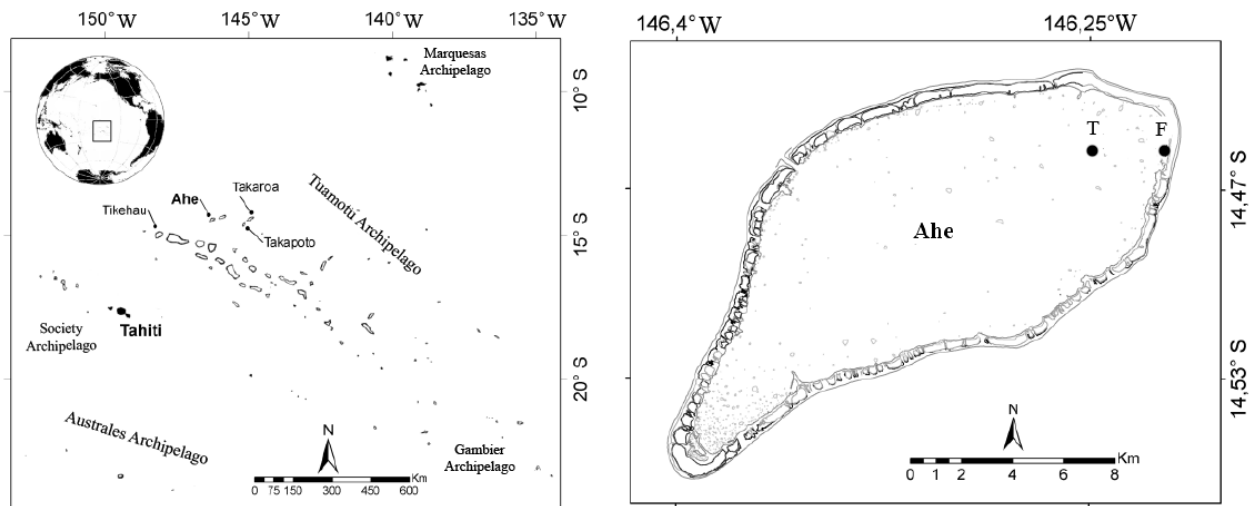 150°W
145°W
140°W
135°W
Marquesas
Archipelago
10°S
Takaroa
Ahe
Tikehau
Tuamotu Archipelago
Takapoto
15°S
Society
Archipelago
Tahiti
20°S
Australes Archipelago
N
Gambier
Archipelago
Km
0 75 150 300 450 600
146,4°W
146,25°W
T
F
14,47° S
Ahe
14,53° S
N
Km
0 1 2 4 6 8